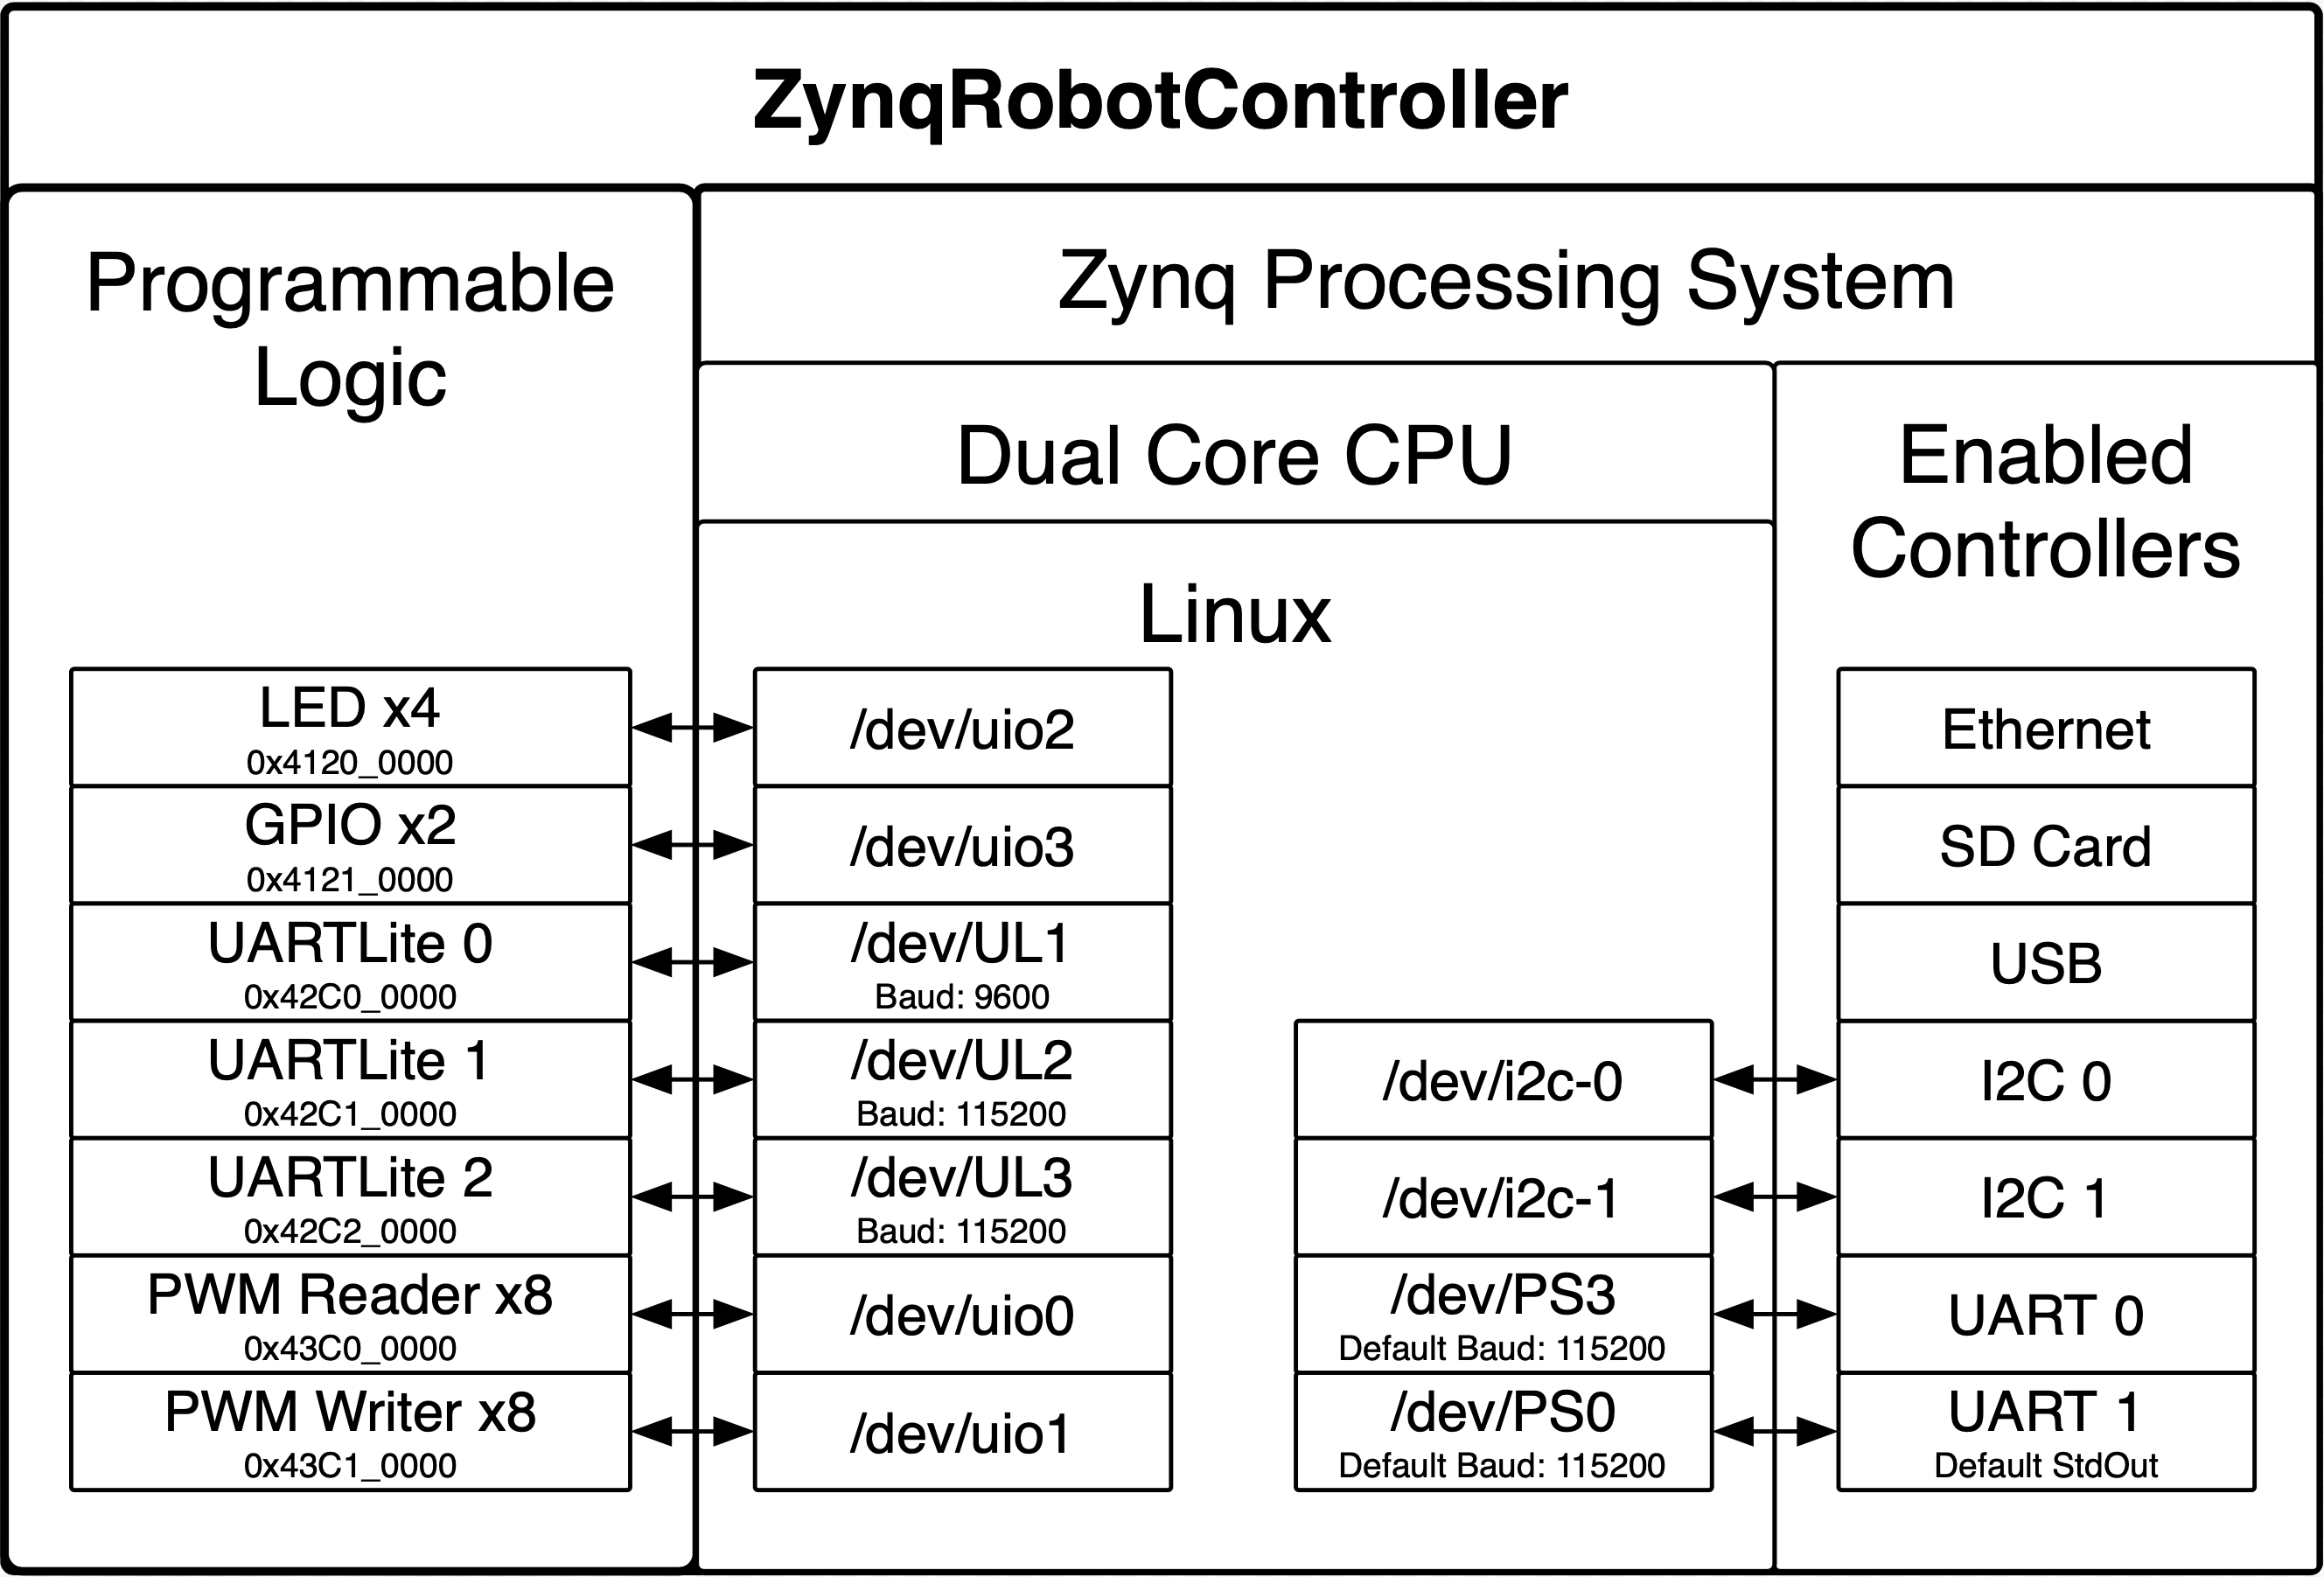 ZynqRobotController
Programmable
Logic
LED x4
0x4120_0000
GPIO x2
0x4121_0000
UARTLite 0
0x42C0_0000
UARTLite 1
0x42C1_0000
UARTLite 2
0x42C2_0000
PWM Reader x8
0x43C0_0000
PWM Writer x8
0x43C1_0000
Zynq Processing System
Dual Core CPU
Linux
/dev/uio2
/dev/uio3
/dev/UL1
Baud: 9600
/dev/UL2
Baud: 115200
/dev/UL3
Baud: 115200
/dev/uio0
/dev/uio1
/dev/i2c-0
/dev/i2c-1
/dev/PS3
Default Baud: 115200
/dev/PS0
Default Baud: 115200
Enabled
Controllers
Ethernet
SD Card
USB
I2C 0
I2C 1
UART 0
UART 1
Default StdOut